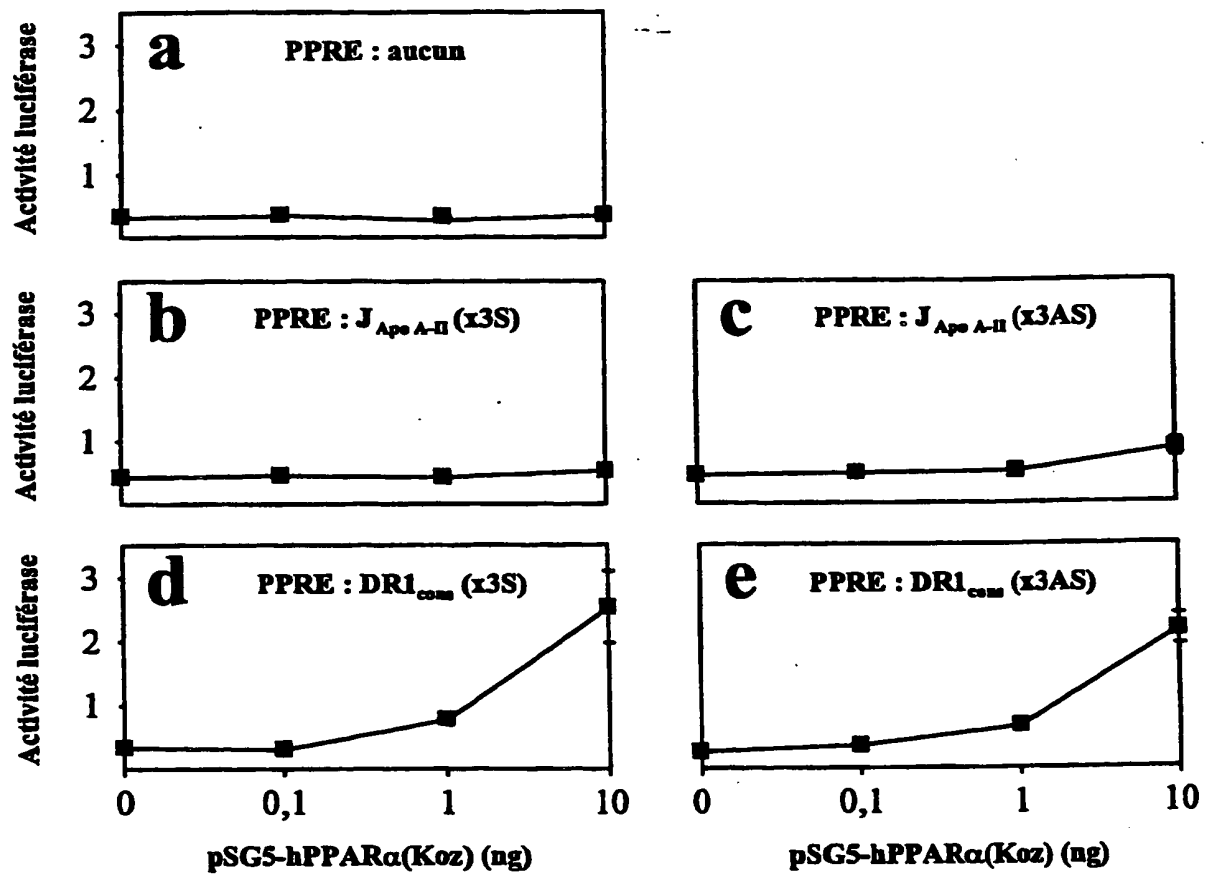 Activité luciférase
3
2
1
a
PPRE : aucun
Activité luciférase
3
2
1
b
PPRE : J Apo A-II (x3S)
c
PPRE : J Apo A-II (x3AS)
Activité luciférase
3
2
1
d
PPRE : DR1cons (x3S)
e
PPRE : DR1cons (x3AS)
0 0,1 1 10
0 0,1 1 10
pSG5-hPPARα(Koz) (ng)
pSG5-hPPARα(Koz) (ng)